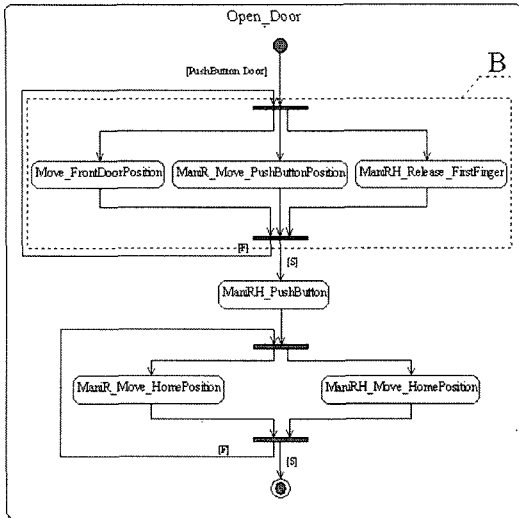 Open_Door
[PushButton Door]
B
Move_FrontDoorPosition
ManiR_Move_PushButtonPosition
ManiRH_Release_FirstFinger
[F]
[S]
ManiRH_PushButton
ManiR_Move_HomePosition
ManiRH_Move_HomePosition
[F]
[S]